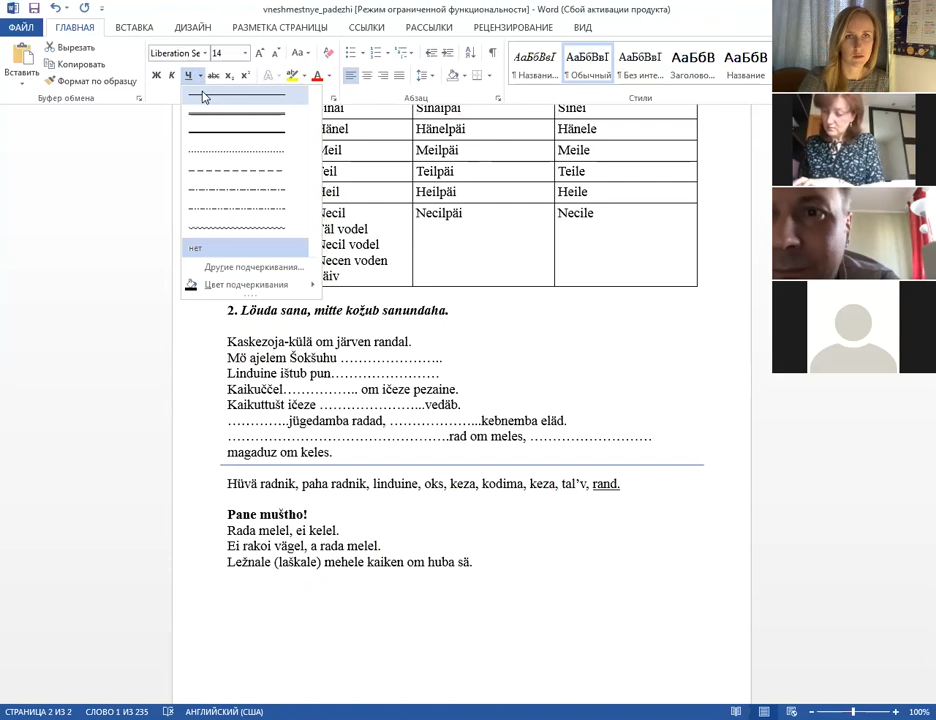 vneshmestnye_padezhi [Режим ограниченной функциональности] - Word (Сбой активации продукта)
ФАЙЛ ГЛАВНАЯ ВСТАВКА ДИЗАЙН РАЗМЕТКА СТРАНИЦЫ ССЫЛКИ РАССЫЛКИ РЕЦЕНЗИРОВАНИЕ ВИД
Вставить
Вырезать
Копировать
Формат по образцу
Буфер обмена
Liberation Se 14
Ж К Ч abc x₂ x²
Абзац
АаБбВвГ АаБбВвГг АаБбВвГг АаБбВ АаБбВ
¶ Названи... ¶ Обычный ¶ Без инте... Заголово... Название
Стили
нет
Другие подчеркивания...
Цвет подчеркивания
Sinaipäi Sinei
Hänel Hänelpäi Hänele
Meil Meilpäi Meile
Teil Teilpäi Teile
Heil Heilpäi Heile
Necil Necilpäi Necile
Täl vodel
Necil vodel
Necen voden
päiv
2. Löuda sana, mitte kožub sanundaha.
Kaskezoja-külä om järven randal.
Mö ajelem Šokšuhu …………………..
Linduine ištub pun……………………
Kaikuččel…………….. om ičeze pezaine.
Kaikuttušt ičeze …………………...vedäb.
………….jügedamba radad, ………………...kebnemba eläd.
………………………………………….rad om meles, ………………………
magaduz om keles.
Hüvä radnik, paha radnik, linduine, oks, keza, kodima, keza, tal’v, rand.
Pane muštho!
Rada melel, ei kelel.
Ei rakoi vägel, a rada melel.
Ležnale (laškale) mehele kaiken om huba sä.
СТРАНИЦА 2 ИЗ 2 СЛОВО 1 ИЗ 235 АНГЛИЙСКИЙ (США) 100%